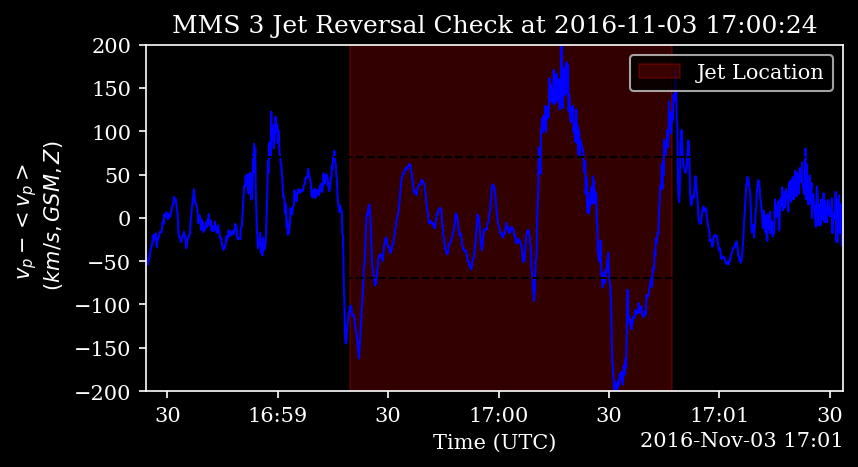 MMS 3 Jet Reversal Check at 2016-11-03 17:00:24
Jet Location
200
150
100
50
0
−50
−100
−150
−200
v_p − < v_p >
(km/s, GSM, Z)
30 16:59 30 17:00 30 17:01 30
Time (UTC)
2016-Nov-03 17:01